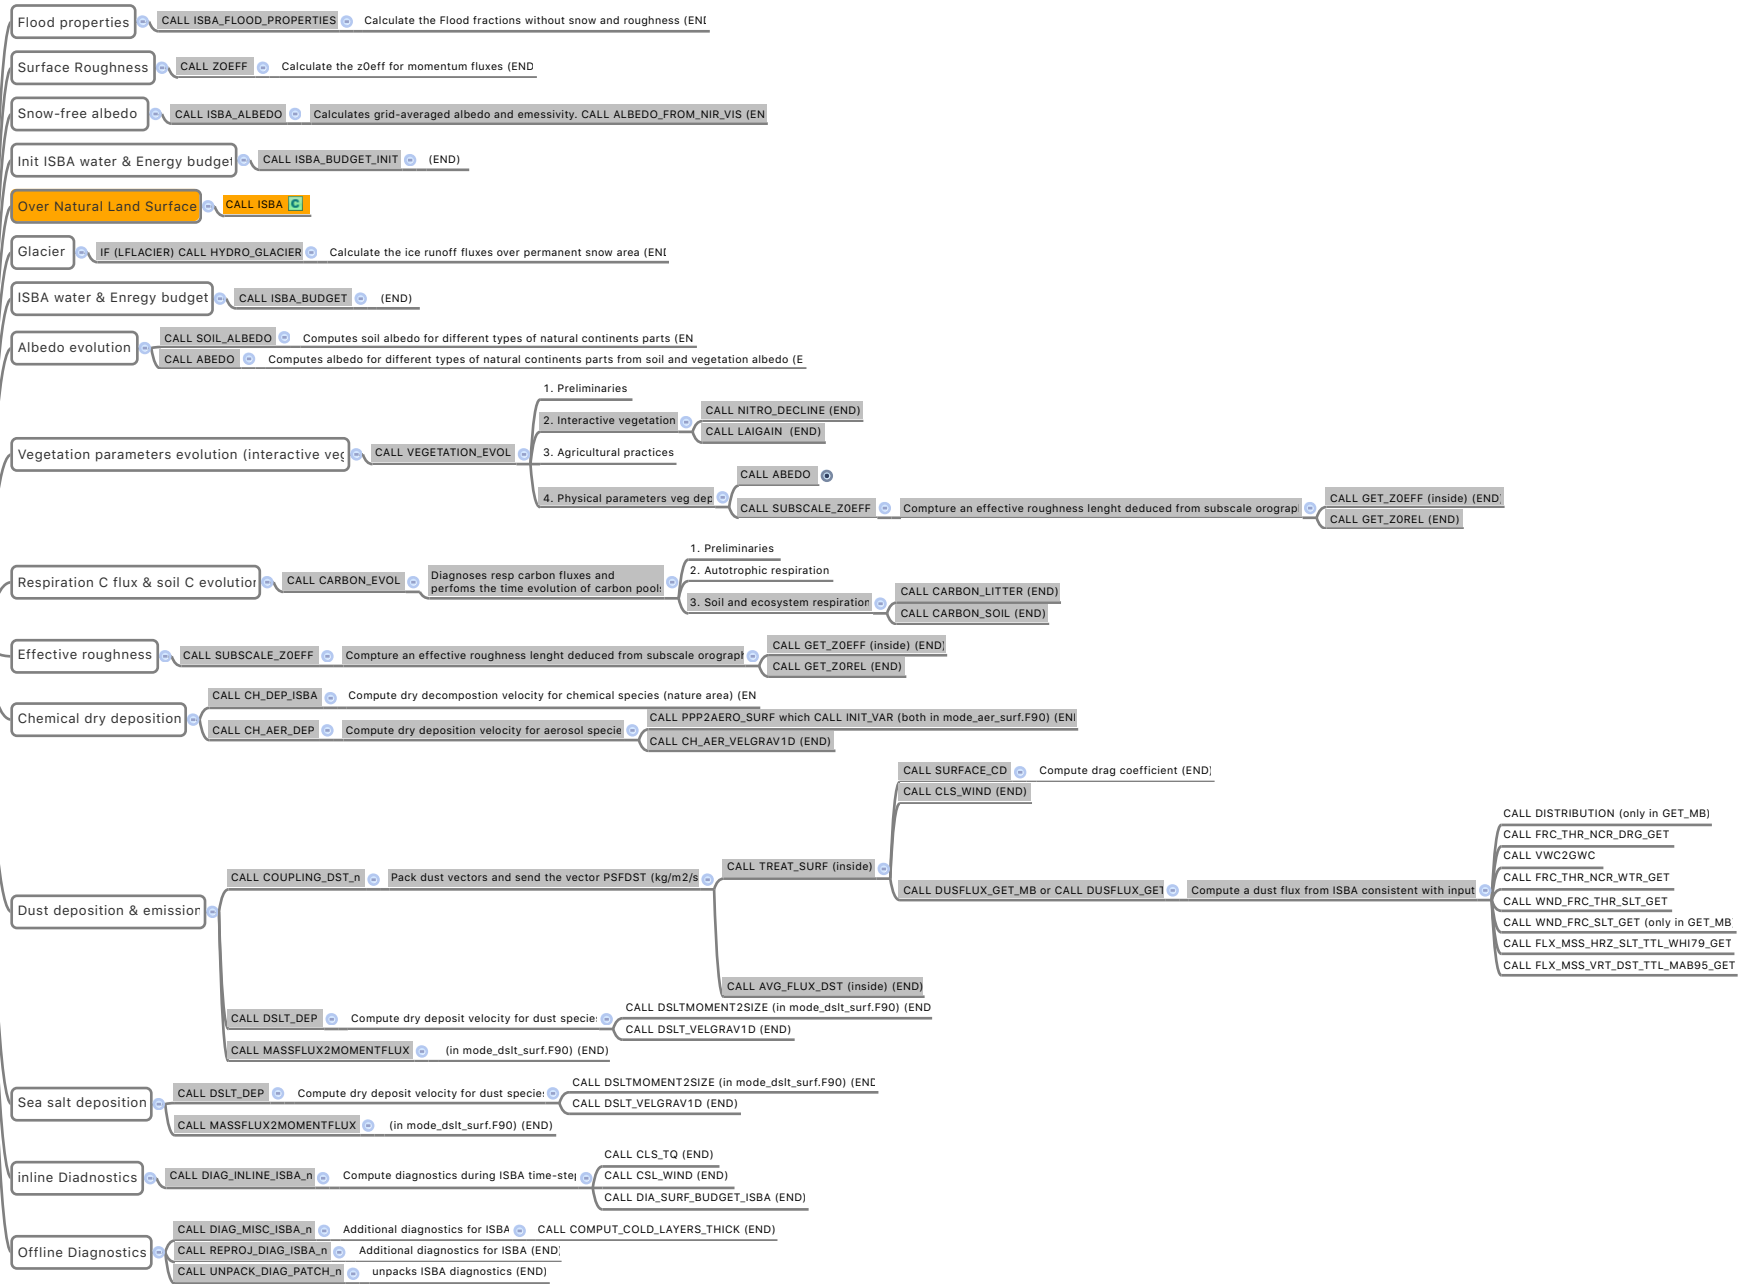 Flood properties
CALL ISBA_FLOOD_PROPERTIES
Calculate the Flood fractions without snow and roughness (END
Surface Roughness
CALL ZOEFF
Calculate the z0eff for momentum fluxes (END
Snow-free albedo
CALL ISBA_ALBEDO
Calculates grid-averaged albedo and emessivity. CALL ALBEDO_FROM_NIR_VIS (EN
Init ISBA water & Energy budget
CALL ISBA_BUDGET_INIT
(END)
Over Natural Land Surface
CALL ISBA C
Glacier
IF (LFLACIER) CALL HYDRO_GLACIER
Calculate the ice runoff fluxes over permanent snow area (END
ISBA water & Enregy budget
CALL ISBA_BUDGET
(END)
Albedo evolution
CALL SOIL_ALBEDO
Computes soil albedo for different types of natural continents parts (EN
CALL ABEDO
Computes albedo for different types of natural continents parts from soil and vegetation albedo (E
Vegetation parameters evolution (interactive veg
CALL VEGETATION_EVOL
1. Preliminaries
2. Interactive vegetation
CALL NITRO_DECLINE (END)
CALL LAIGAIN (END)
3. Agricultural practices
4. Physical parameters veg dep
CALL ABEDO
CALL SUBSCALE_Z0EFF
Compture an effective roughness lenght deduced from subscale orograp
CALL GET_Z0EFF (inside) (END)
CALL GET_Z0REL (END)
Respiration C flux & soil C evolution
CALL CARBON_EVOL
Diagnoses resp carbon fluxes and
perfoms the time evolution of carbon pools
1. Preliminaries
2. Autotrophic respiration
3. Soil and ecosystem respiration
CALL CARBON_LITTER (END)
CALL CARBON_SOIL (END)
Effective roughness
CALL SUBSCALE_Z0EFF
Compture an effective roughness lenght deduced from subscale orograph
CALL GET_Z0EFF (inside) (END)
CALL GET_Z0REL (END)
Chemical dry deposition
CALL CH_DEP_ISBA
Compute dry decompostion velocity for chemical species (nature area) (EN
CALL CH_AER_DEP
Compute dry deposition velocity for aerosol specie
CALL PPP2AERO_SURF which CALL INIT_VAR (both in mode_aer_surf.F90) (END
CALL CH_AER_VELGRAV1D (END)
Dust deposition & emission
CALL COUPLING_DST_n
Pack dust vectors and send the vector PSFDST (kg/m2/s
CALL TREAT_SURF (inside)
CALL SURFACE_CD
Compute drag coefficient (END)
CALL CLS_WIND (END)
CALL DUSFLUX_GET_MB or CALL DUSFLUX_GET
Compute a dust flux from ISBA consistent with input
CALL DISTRIBUTION (only in GET_MB)
CALL FRC_THR_NCR_DRG_GET
CALL VWC2GWC
CALL FRC_THR_NCR_WTR_GET
CALL WND_FRC_THR_SLT_GET
CALL WND_FRC_SLT_GET (only in GET_MB
CALL FLX_MSS_HRZ_SLT_TTL_WHI79_GET
CALL FLX_MSS_VRT_DST_TTL_MAB95_GET
CALL AVG_FLUX_DST (inside) (END)
CALL DSLT_DEP
Compute dry deposit velocity for dust species
CALL DSLTMOMENT2SIZE (in mode_dslt_surf.F90) (END
CALL DSLT_VELGRAV1D (END)
CALL MASSFLUX2MOMENTFLUX
(in mode_dslt_surf.F90) (END)
Sea salt deposition
CALL DSLT_DEP
Compute dry deposit velocity for dust species
CALL DSLTMOMENT2SIZE (in mode_dslt_surf.F90) (END
CALL DSLT_VELGRAV1D (END)
CALL MASSFLUX2MOMENTFLUX
(in mode_dslt_surf.F90) (END)
inline Diadnostics
CALL DIAG_INLINE_ISBA_n
Compute diagnostics during ISBA time-step
CALL CLS_TQ (END)
CALL CSL_WIND (END)
CALL DIA_SURF_BUDGET_ISBA (END)
Offline Diagnostics
CALL DIAG_MISC_ISBA_n
Additional diagnostics for ISBA
CALL COMPUT_COLD_LAYERS_THICK (END)
CALL REPROJ_DIAG_ISBA_n
Additional diagnostics for ISBA (END)
CALL UNPACK_DIAG_PATCH_n
unpacks ISBA diagnostics (END)